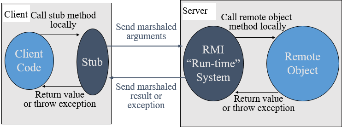 Client
Call stub method
locally
Client
Code
Stub
Return value
or throw exception
Send marshaled
arguments
Send marshaled
result or
exception
Server
Call remote object
method locally
RMI
“Run-time”
System
Remote
Object
Return value
or throw exception